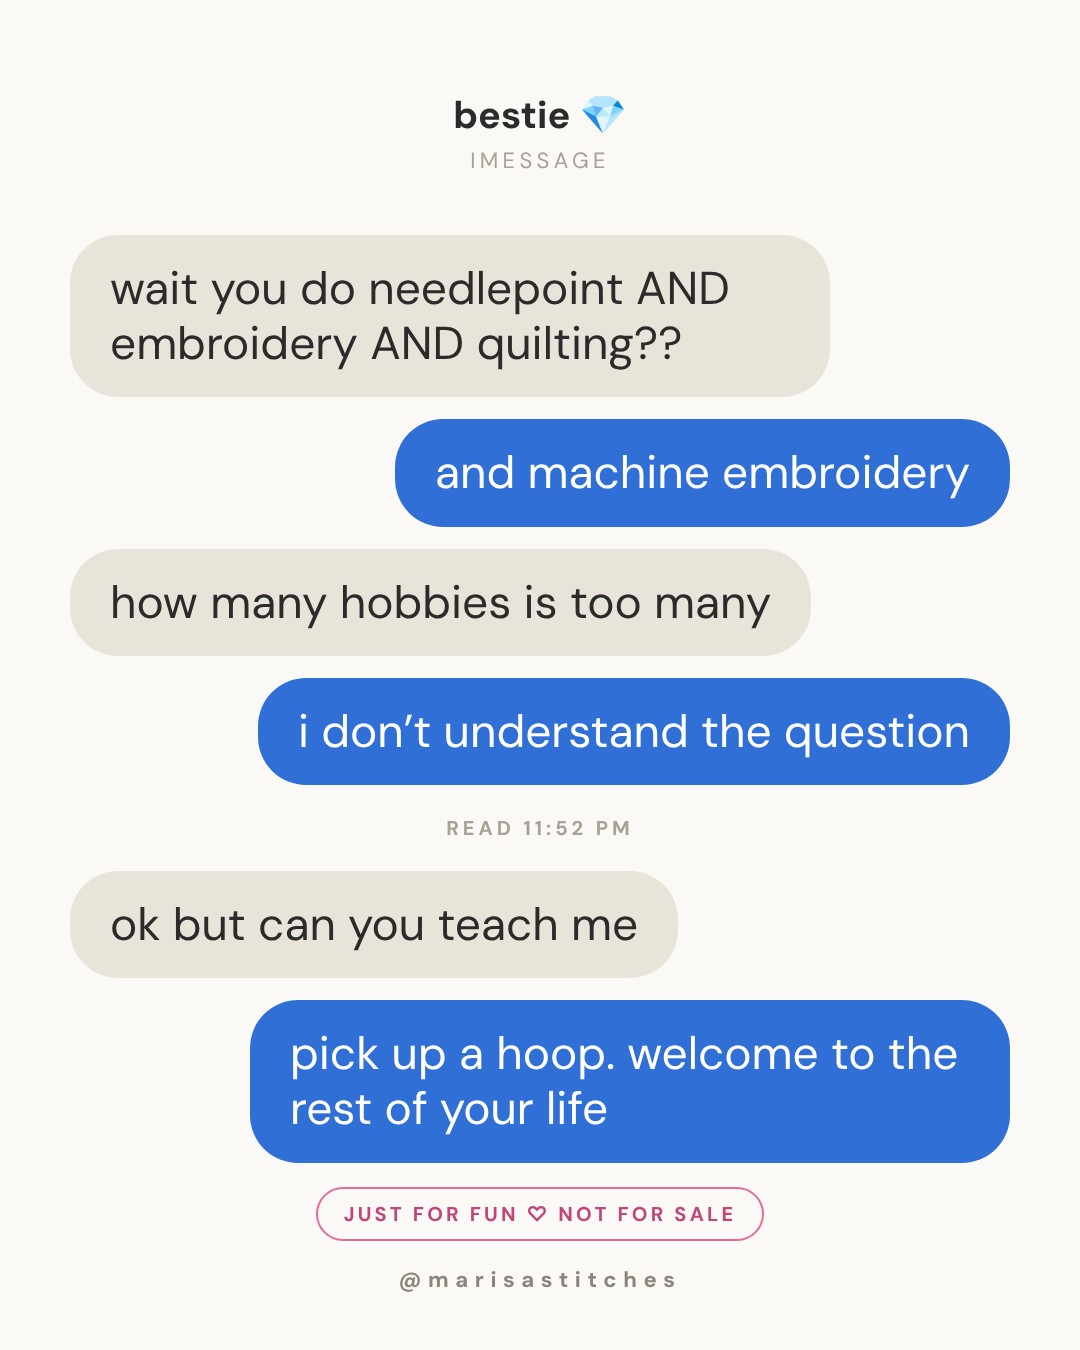 bestie 💎
IMESSAGE
wait you do needlepoint AND
embroidery AND quilting??
and machine embroidery
how many hobbies is too many
i don’t understand the question
READ 11:52 PM
ok but can you teach me
pick up a hoop. welcome to the
rest of your life
JUST FOR FUN ♡ NOT FOR SALE
@marisastitches